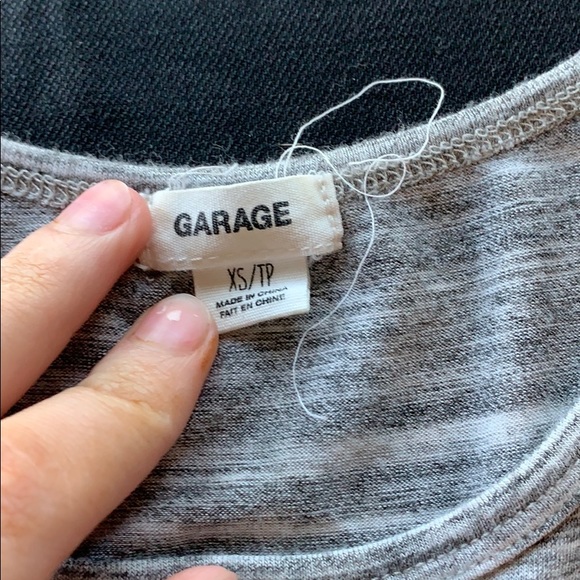 GARAGE
XS/TP
MADE IN CHINA
FAIT EN CHINE